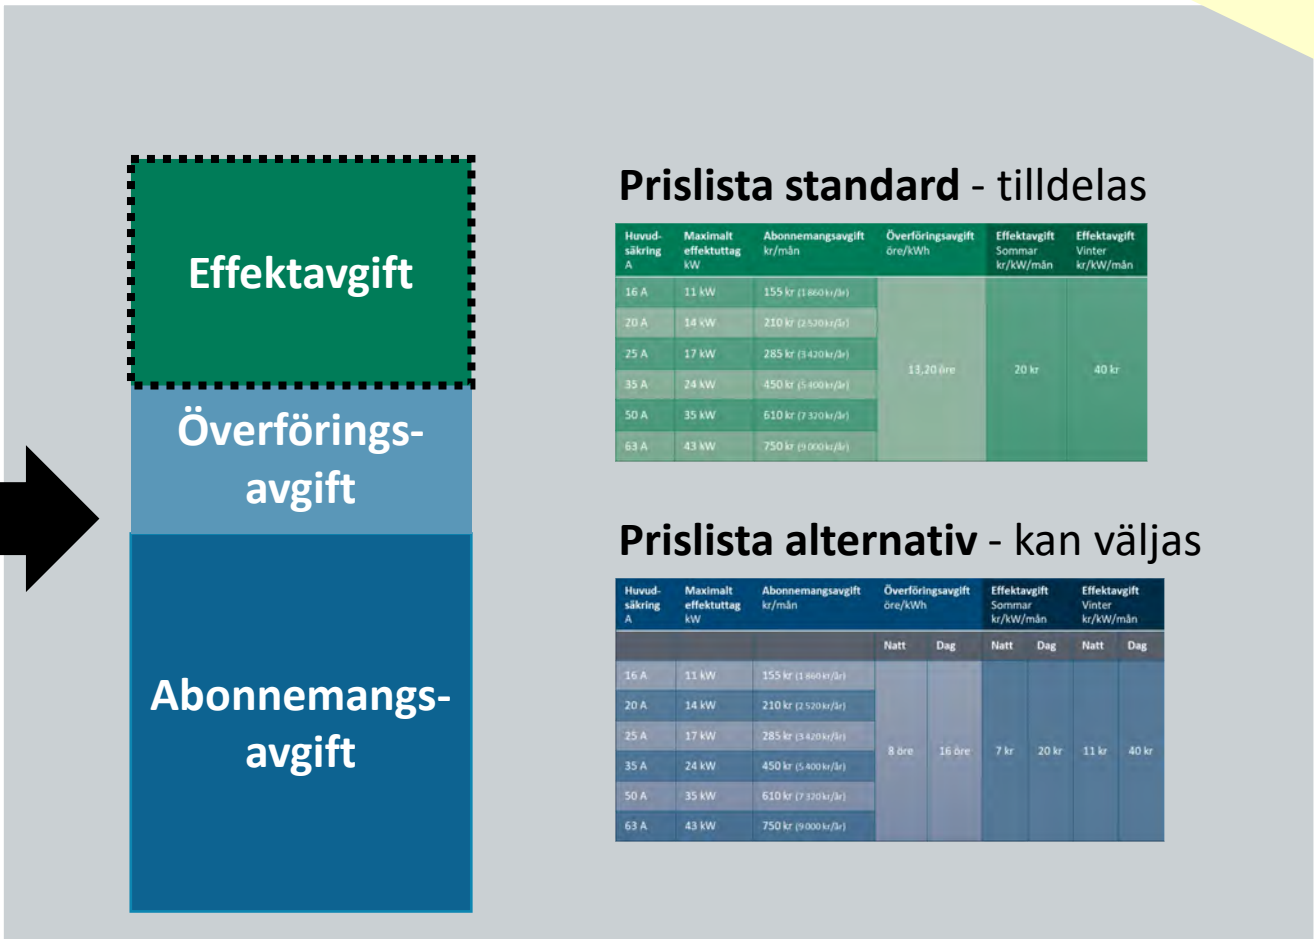 Effektavgift
Överförings-
avgift
Abonnemangs-
avgift
Prislista standard - tilldelas
Huvud- Maximalt Abonnemangsavgift Överföringsavgift Effektavgift Effektavgift
säkring effektuttag kr/mån öre/kWh Sommar Vinter
A kW kr/kW/mån kr/kW/mån
16 A 11 kW 155 kr (1 860 kr/år)
20 A 14 kW 210 kr (2 520 kr/år)
25 A 17 kW 285 kr (3 420 kr/år)
13,20 öre 20 kr 40 kr
35 A 24 kW 450 kr (5 400 kr/år)
50 A 35 kW 610 kr (7 320 kr/år)
63 A 43 kW 750 kr (9 000 kr/år)
Prislista alternativ - kan väljas
Huvud- Maximalt Abonnemangsavgift Överföringsavgift Effektavgift Effektavgift
säkring effektuttag kr/mån öre/kWh Sommar Vinter
A kW kr/kW/mån kr/kW/mån
Natt Dag Natt Dag Natt Dag
16 A 11 kW 155 kr (1 860 kr/år)
20 A 14 kW 210 kr (2 520 kr/år)
25 A 17 kW 285 kr (3 420 kr/år)
8 öre 16 öre 7 kr 20 kr 11 kr 40 kr
35 A 24 kW 450 kr (5 400 kr/år)
50 A 35 kW 610 kr (7 320 kr/år)
63 A 43 kW 750 kr (9 000 kr/år)